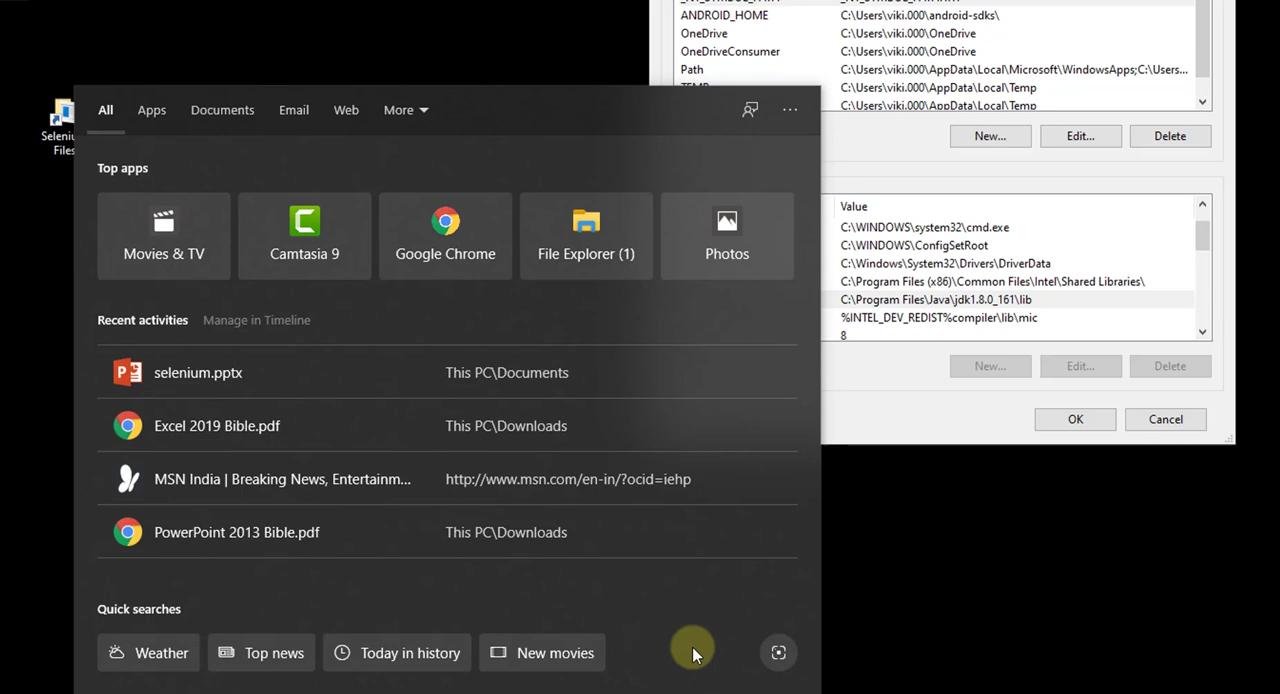 ANDROID_HOME C:\Users\viki.000\android-sdks\
OneDrive C:\Users\viki.000\OneDrive
OneDriveConsumer C:\Users\viki.000\OneDrive
Path C:\Users\viki.000\AppData\Local\Microsoft\WindowsApps;C:\Users...
TEMP C:\Users\viki.000\AppData\Local\Temp
C:\Users\viki.000\AppData\Local\Temp
New... Edit... Delete
Value
C:\WINDOWS\system32\cmd.exe
C:\WINDOWS\ConfigSetRoot
C:\Windows\System32\Drivers\DriverData
C:\Program Files (x86)\Common Files\Intel\Shared Libraries\
C:\Program Files\Java\jdk1.8.0_161\lib
%INTEL_DEV_REDIST%compiler\lib\mic
8
New... Edit... Delete
OK Cancel
Files
All Apps Documents Email Web More
Top apps
Movies & TV Camtasia 9 Google Chrome File Explorer (1) Photos
Recent activities Manage in Timeline
selenium.pptx This PC\Documents
Excel 2019 Bible.pdf This PC\Downloads
MSN India | Breaking News, Entertainm... http://www.msn.com/en-in/?ocid=iehp
PowerPoint 2013 Bible.pdf This PC\Downloads
Quick searches
Weather Top news Today in history New movies